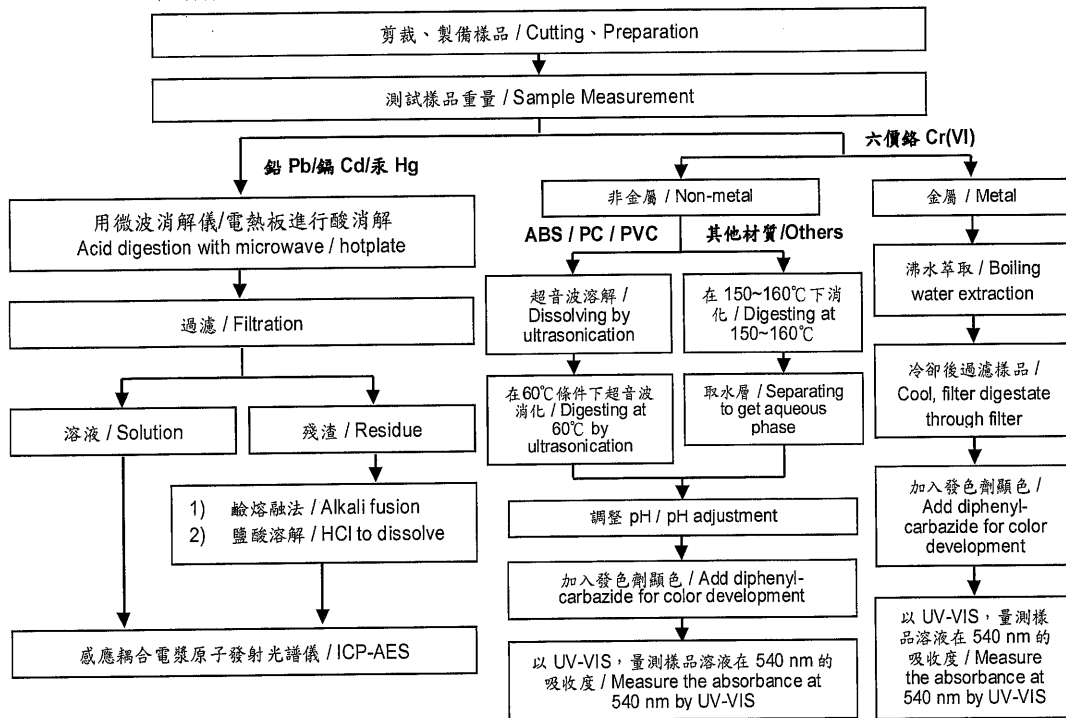 剪裁、製備樣品 / Cutting、Preparation
測試樣品重量 / Sample Measurement
鉛 Pb/鎘 Cd/汞 Hg
六價鉻 Cr(VI)
用微波消解儀/電熱板進行酸消解
Acid digestion with microwave / hotplate
過濾 / Filtration
溶液 / Solution
殘渣 / Residue
1) 鹼熔融法 / Alkali fusion
2) 鹽酸溶解 / HCl to dissolve
感應耦合電漿原子發射光譜儀 / ICP-AES
非金屬 / Non-metal
ABS / PC / PVC
其他材質/Others
超音波溶解 /
Dissolving by
ultrasonication
在 150~160℃下消
化 / Digesting at
150~160℃
在60℃條件下超音波
消化 / Digesting at
60℃ by
ultrasonication
取水層 / Separating
to get aqueous
phase
調整 pH / pH adjustment
加入發色劑顯色 / Add diphenyl-
carbazide for color development
以 UV-VIS，量測樣品溶液在 540 nm 的
吸收度 / Measure the absorbance at
540 nm by UV-VIS
金屬 / Metal
沸水萃取 / Boiling
water extraction
冷卻後過濾樣品 /
Cool, filter digestate
through filter
加入發色劑顯色 /
Add diphenyl-
carbazide for color
development
以 UV-VIS，量測樣
品溶液在 540 nm 的
吸收度 / Measure
the absorbance at
540 nm by UV-VIS